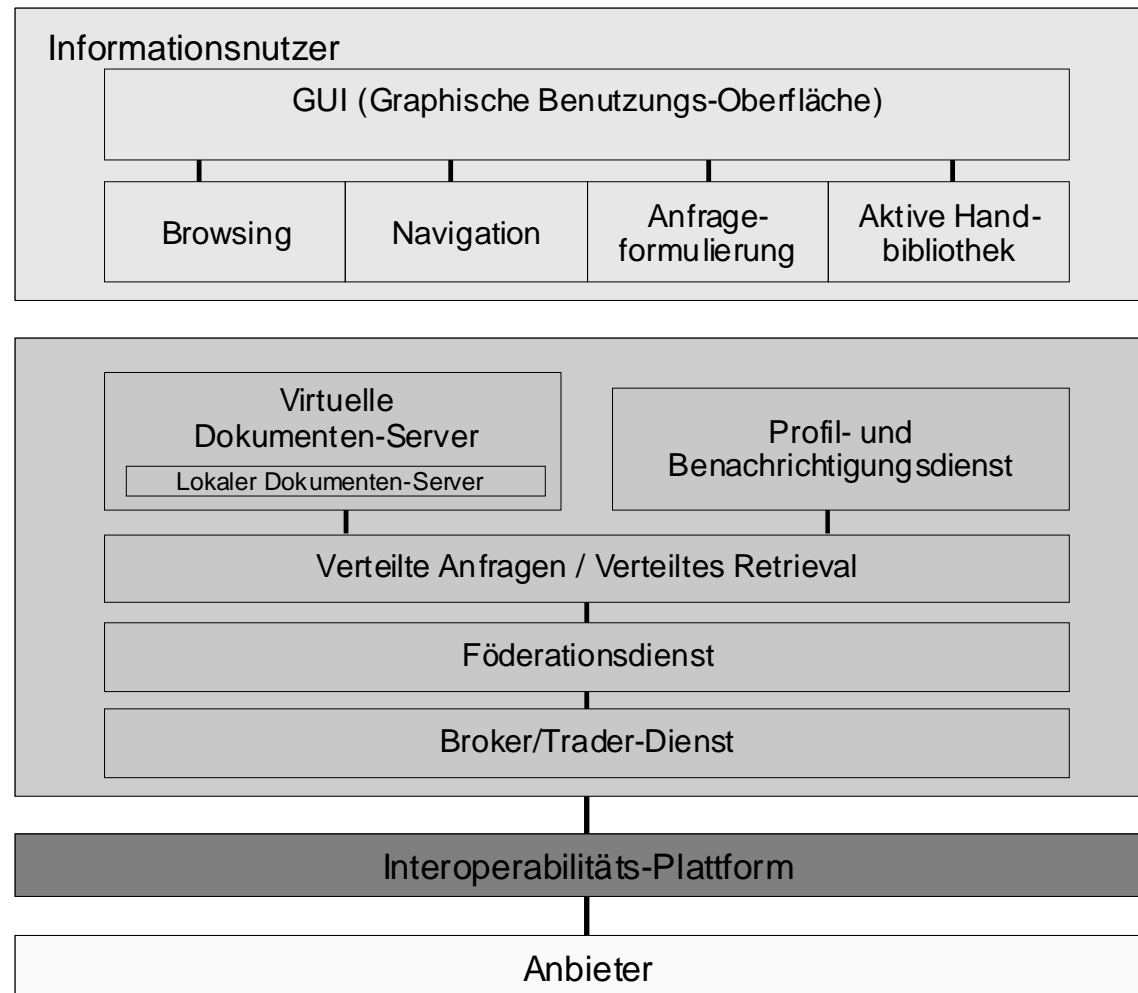 Informationsnutzer
GUI (Graphische Benutzungs-Oberfläche)
Browsing
Navigation
Anfrage-
formulierung
Aktive Hand-
bibliothek
Virtuelle
Dokumenten-Server
Lokaler Dokumenten-Server
Profil- und
Benachrichtigungsdienst
Verteilte Anfragen / Verteiltes Retrieval
Föderationsdienst
Broker/Trader-Dienst
Interoperabilitäts-Plattform
Anbieter